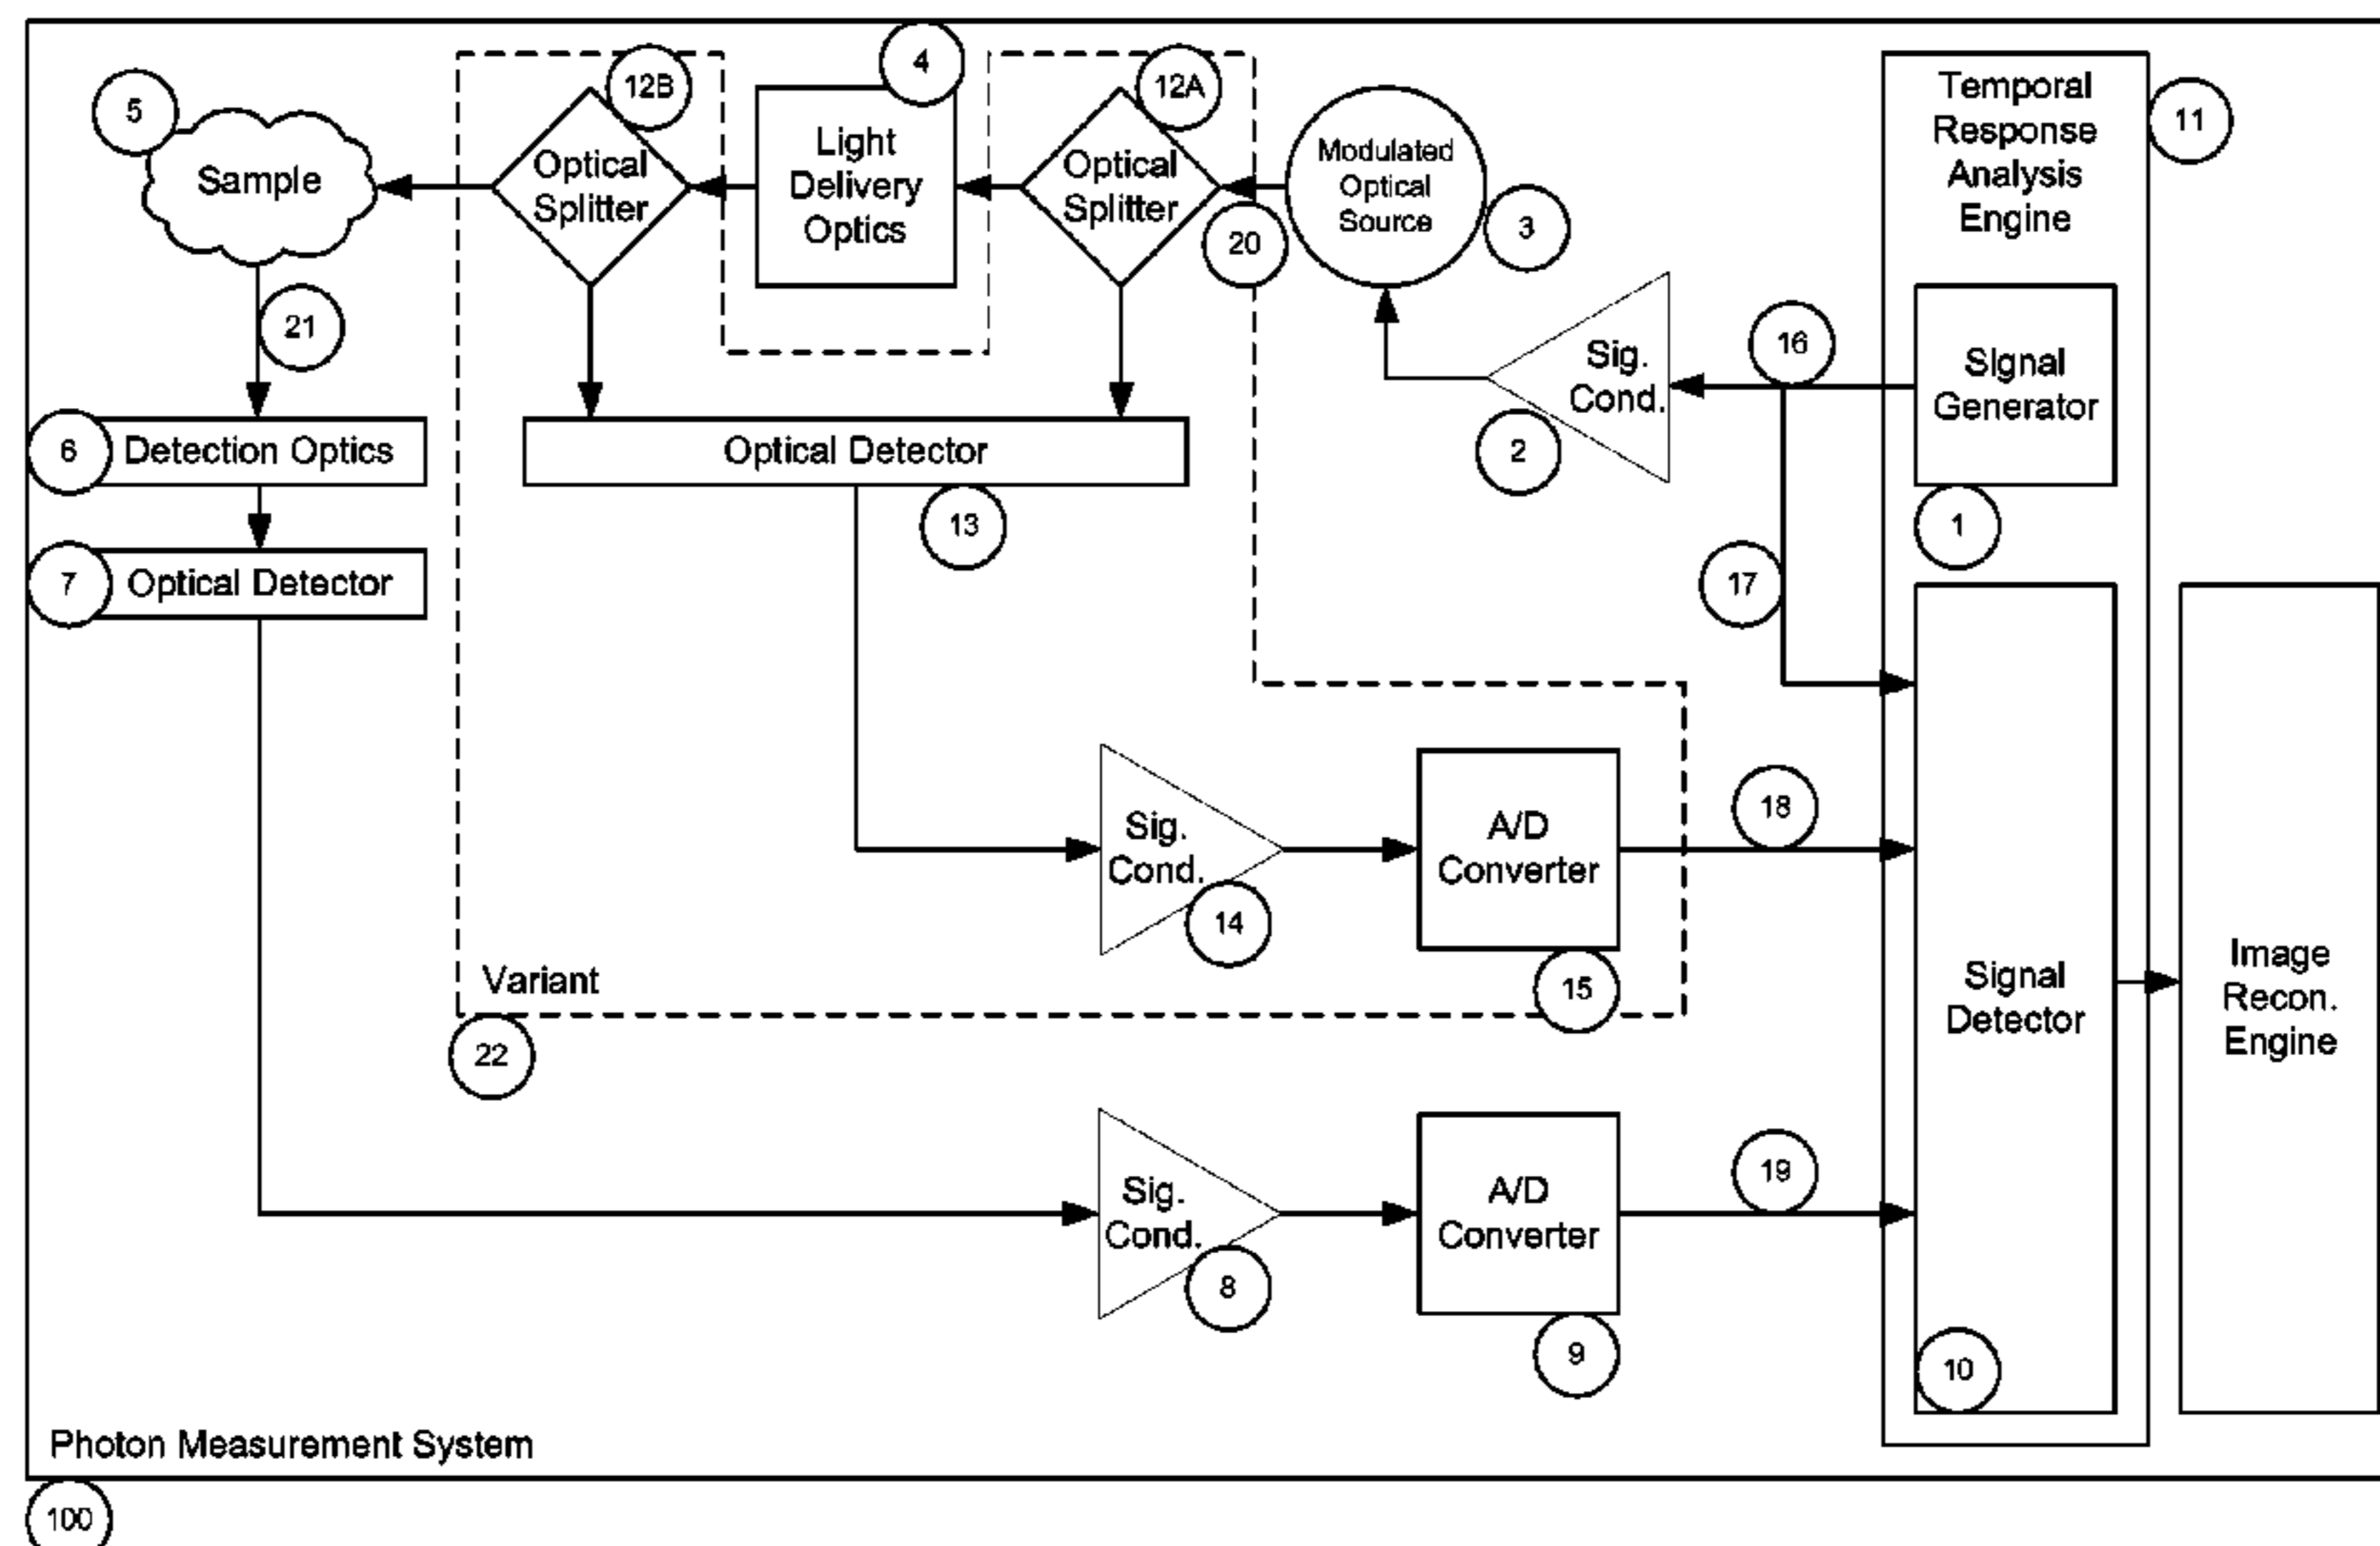 4
12B
12A
5
Temporal
Response
Analysis
Engine
11
Sample
Optical
Splitter
Light
Delivery
Optics
Optical
Splitter
Modulated
Optical
Source
20
3
21
16
Sig.
Cond.
2
Signal
Generator
1
6
Detection Optics
Optical Detector
13
7
Optical Detector
17
18
Sig.
Cond.
14
A/D
Converter
15
Variant
22
Signal
Detector
10
Image
Recon.
Engine
19
Sig.
Cond.
8
A/D
Converter
9
Photon Measurement System
100